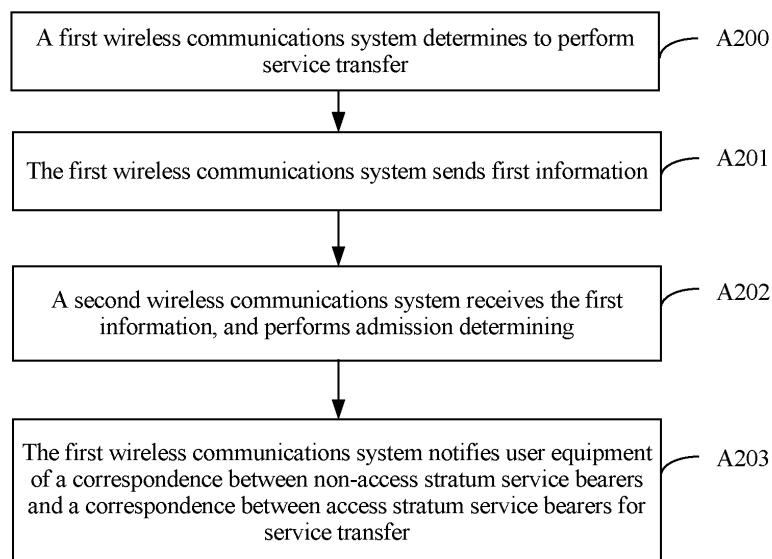 A first wireless communications system determines to perform
service transfer
A200
The first wireless communications system sends first information
A201
A second wireless communications system receives the first
information, and performs admission determining
A202
The first wireless communications system notifies user equipment
of a correspondence between non-access stratum service bearers
and a correspondence between access stratum service bearers for
service transfer
A203